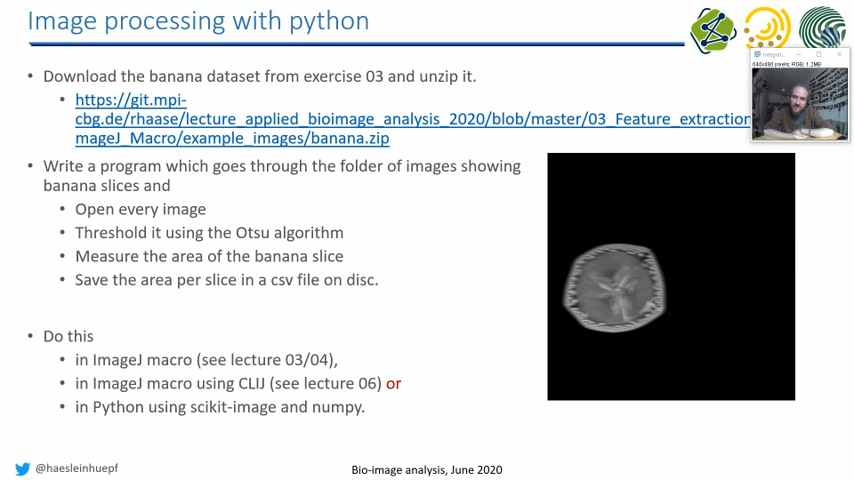 Image processing with python
• Download the banana dataset from exercise 03 and unzip it.
• https://git.mpi-
cbg.de/rhaase/lecture_applied_bioimage_analysis_2020/blob/master/03_Feature_extraction
mageJ_Macro/example_images/banana.zip
• Write a program which goes through the folder of images showing
banana slices and
• Open every image
• Threshold it using the Otsu algorithm
• Measure the area of the banana slice
• Save the area per slice in a csv file on disc.
• Do this
• in ImageJ macro (see lecture 03/04),
• in ImageJ macro using CLIJ (see lecture 06) or
• in Python using scikit-image and numpy.
640x480 pixels; RGB; 1.2MB
@haesleinhuepf
Bio-image analysis, June 2020